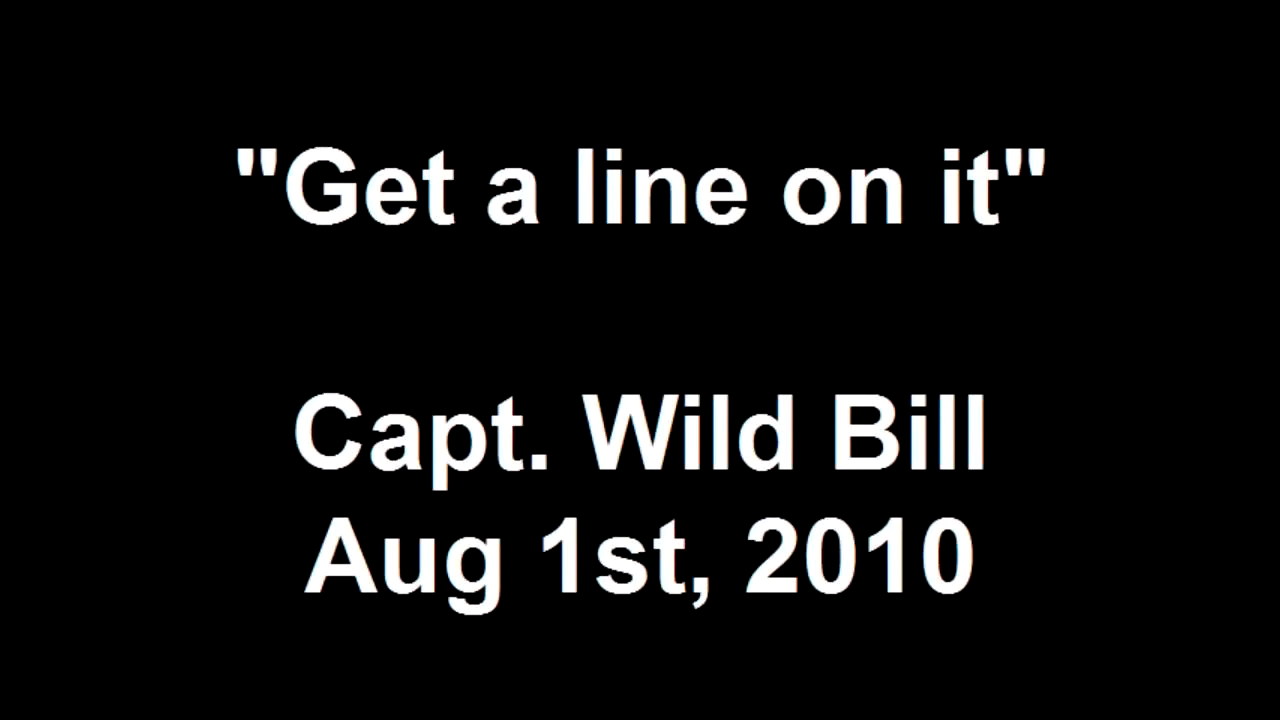 "Get a line on it"
Capt. Wild Bill
Aug 1st, 2010